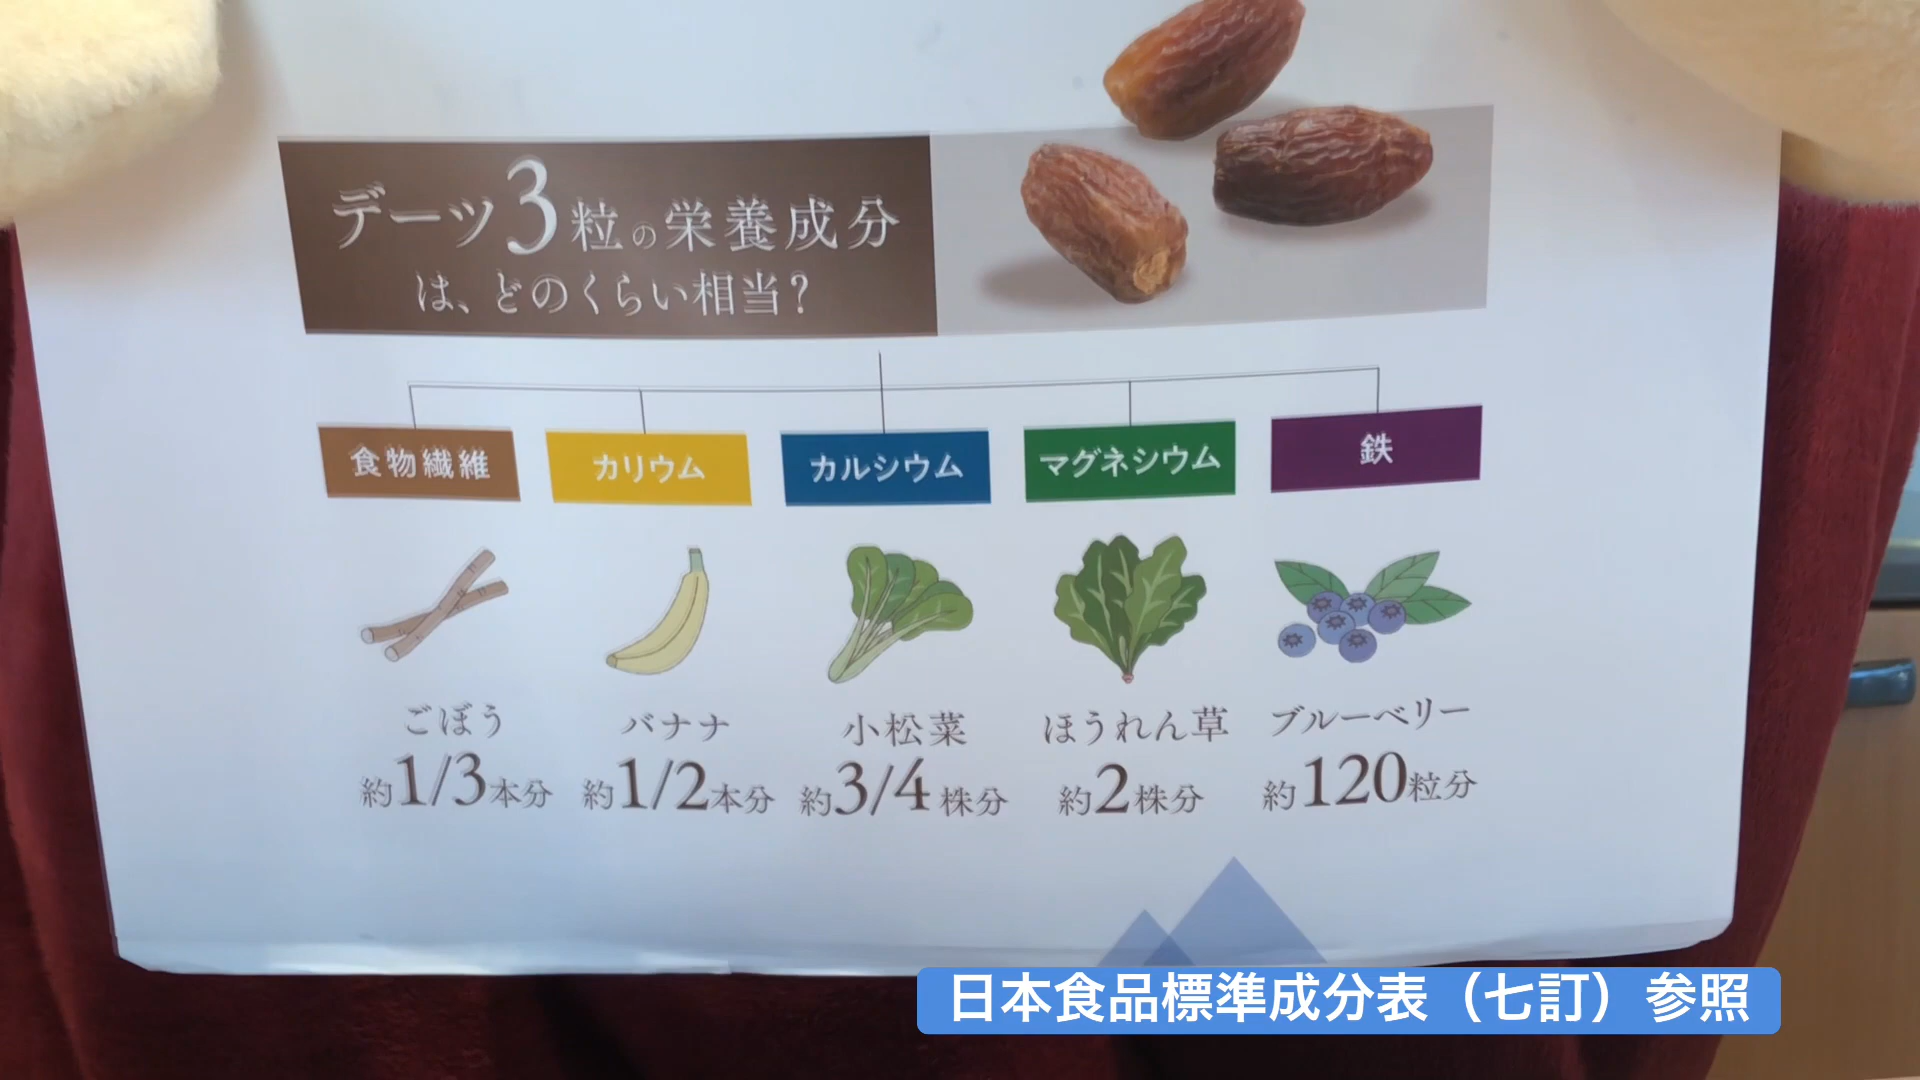 デーツ3粒の栄養成分
は、どのくらい相当?
食物繊維
カリウム
カルシウム
マグネシウム
鉄
ごぼう
約1/3本分
バナナ
約1/2本分
小松菜
約3/4株分
ほうれん草
約2株分
ブルーベリー
約120粒分
日本食品標準成分表（七訂）参照